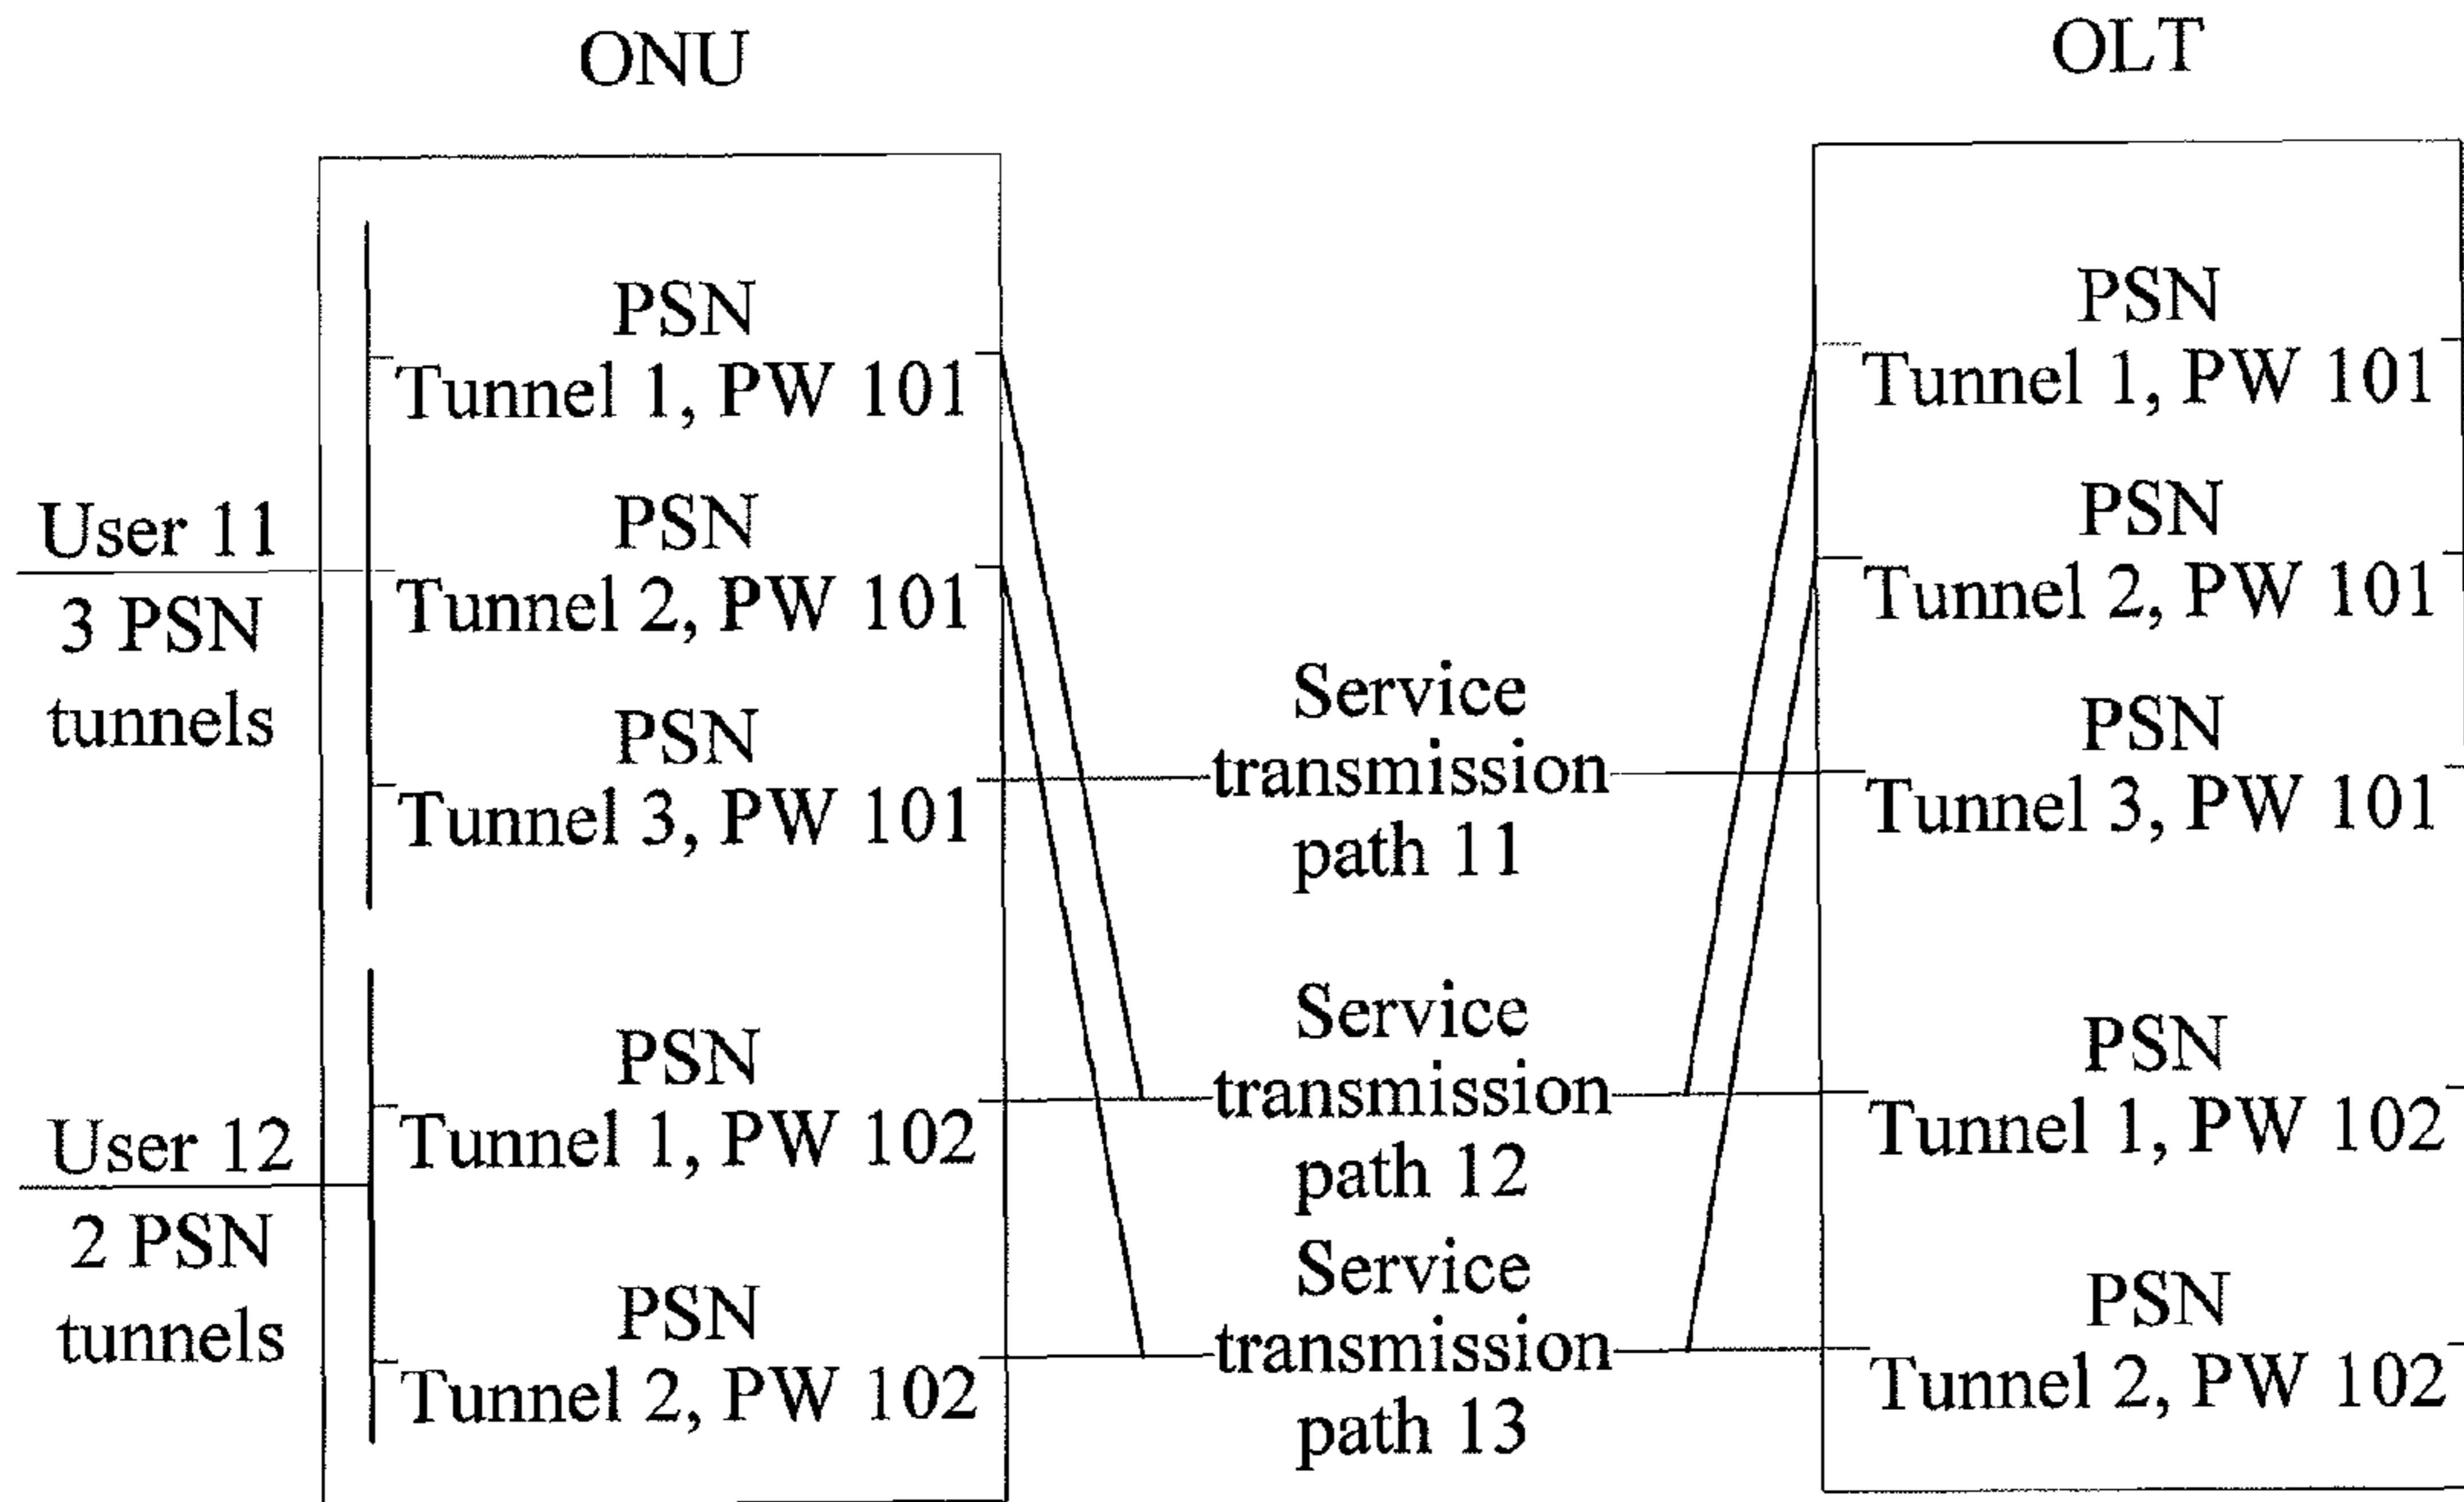 ONU
OLT
User 11
3 PSN
tunnels
User 12
2 PSN
tunnels
PSN
Tunnel 1, PW 101
PSN
Tunnel 2, PW 101
PSN
Tunnel 3, PW 101
PSN
Tunnel 1, PW 102
PSN
Tunnel 2, PW 102
Service
transmission
path 11
Service
transmission
path 12
Service
transmission
path 13
PSN
Tunnel 1, PW 101
PSN
Tunnel 2, PW 101
PSN
Tunnel 3, PW 101
PSN
Tunnel 1, PW 102
PSN
Tunnel 2, PW 102